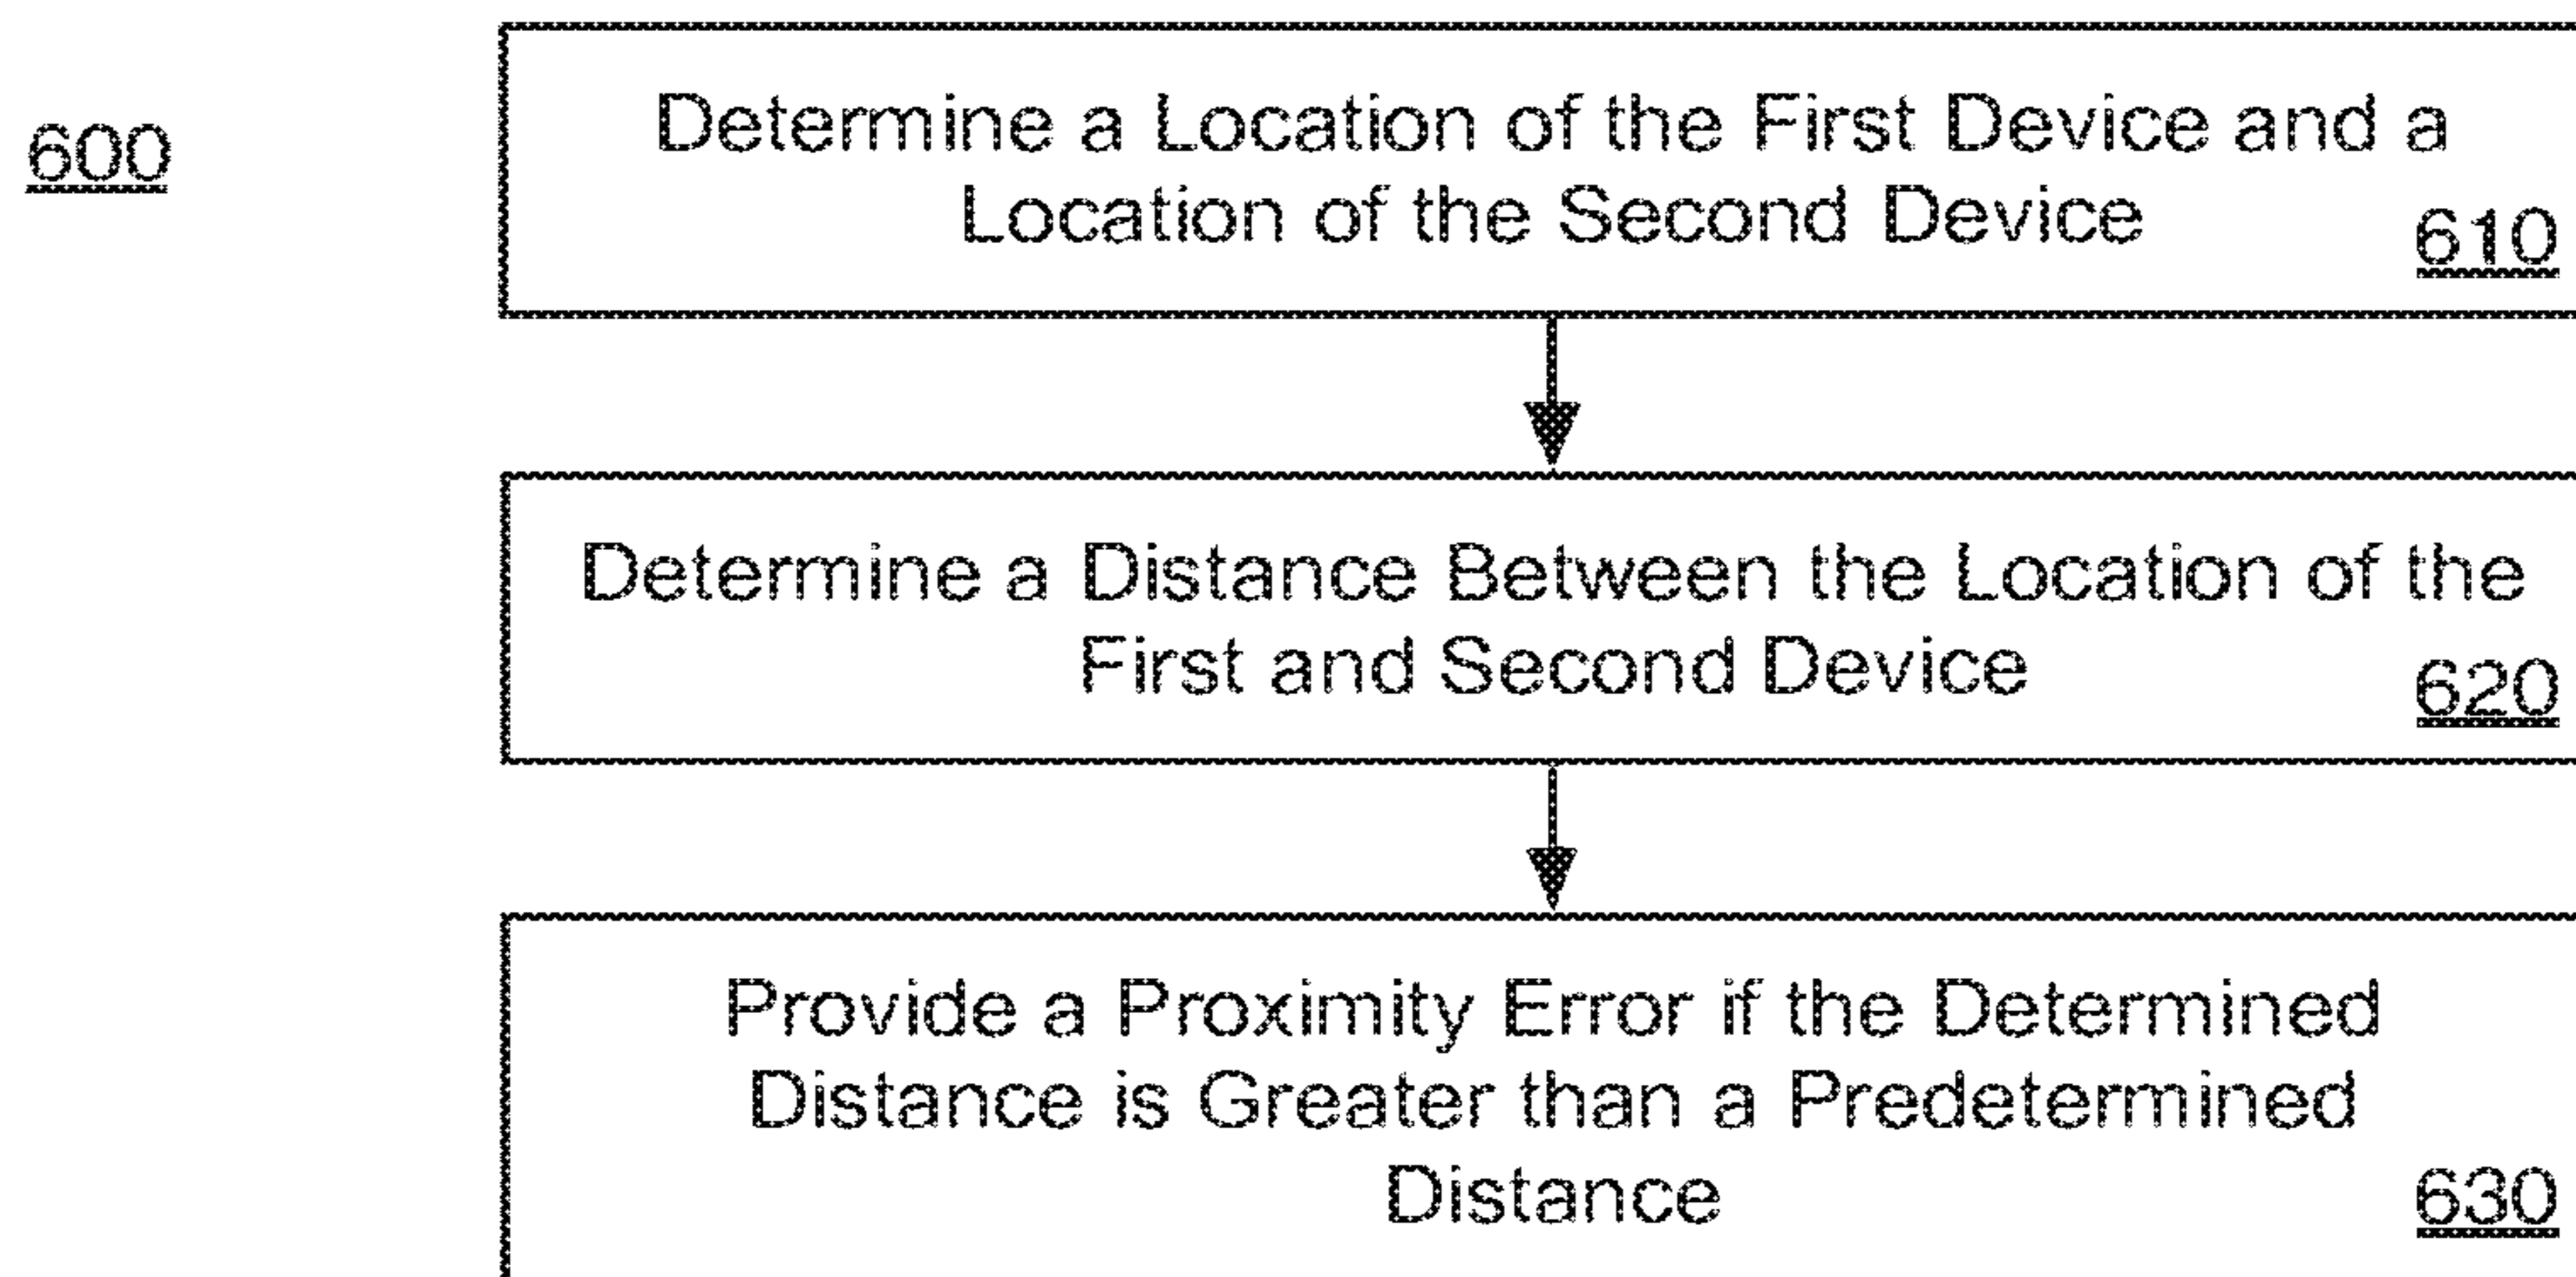 600
Determine a Location of the First Device and a
Location of the Second Device
610
Determine a Distance Between the Location of the
First and Second Device
620
Provide a Proximity Error if the Determined
Distance is Greater than a Predetermined
Distance
630